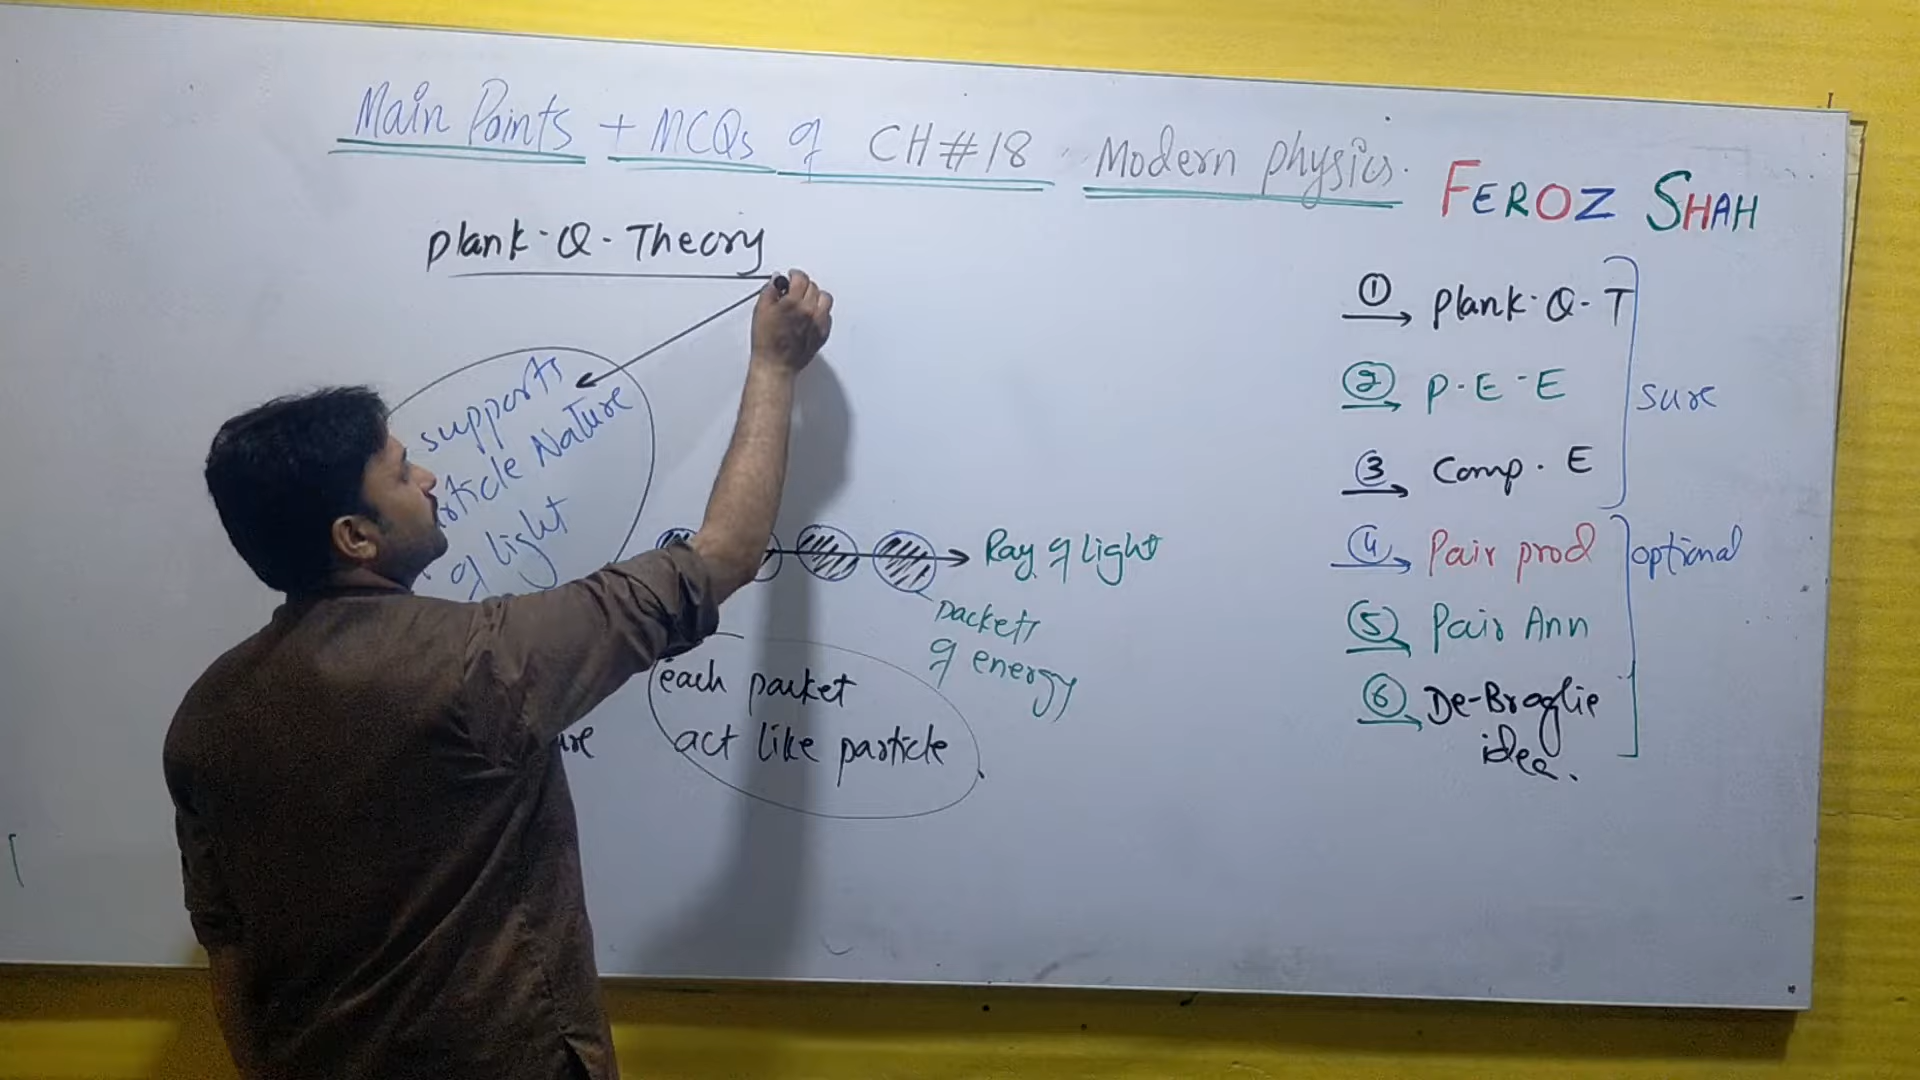 Main Points + MCQs of CH#18 Modern physics.
FEROZ SHAH
plank-Q-Theory
supports
Nature
of light
Ray of light
packets
of energy
each packet
act like particle
① plank-Q-T
② P-E-E
③ Comp. E
sure
④ Pair prod
⑤ Pair Ann
⑥ De-Broglie
idea.
optional